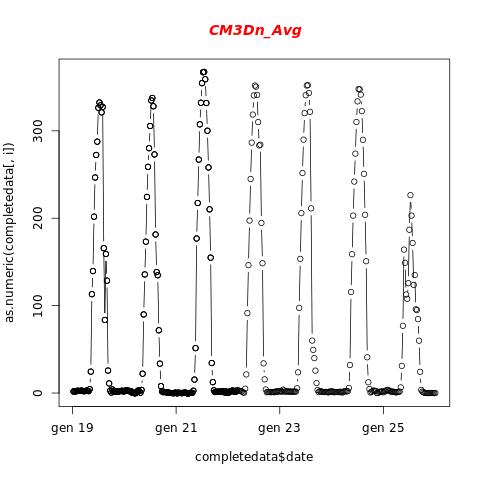 CM3Dn_Avg
as.numeric(completedata[, i])
300
200
100
0
gen 19
gen 21
gen 23
gen 25
completedata$date